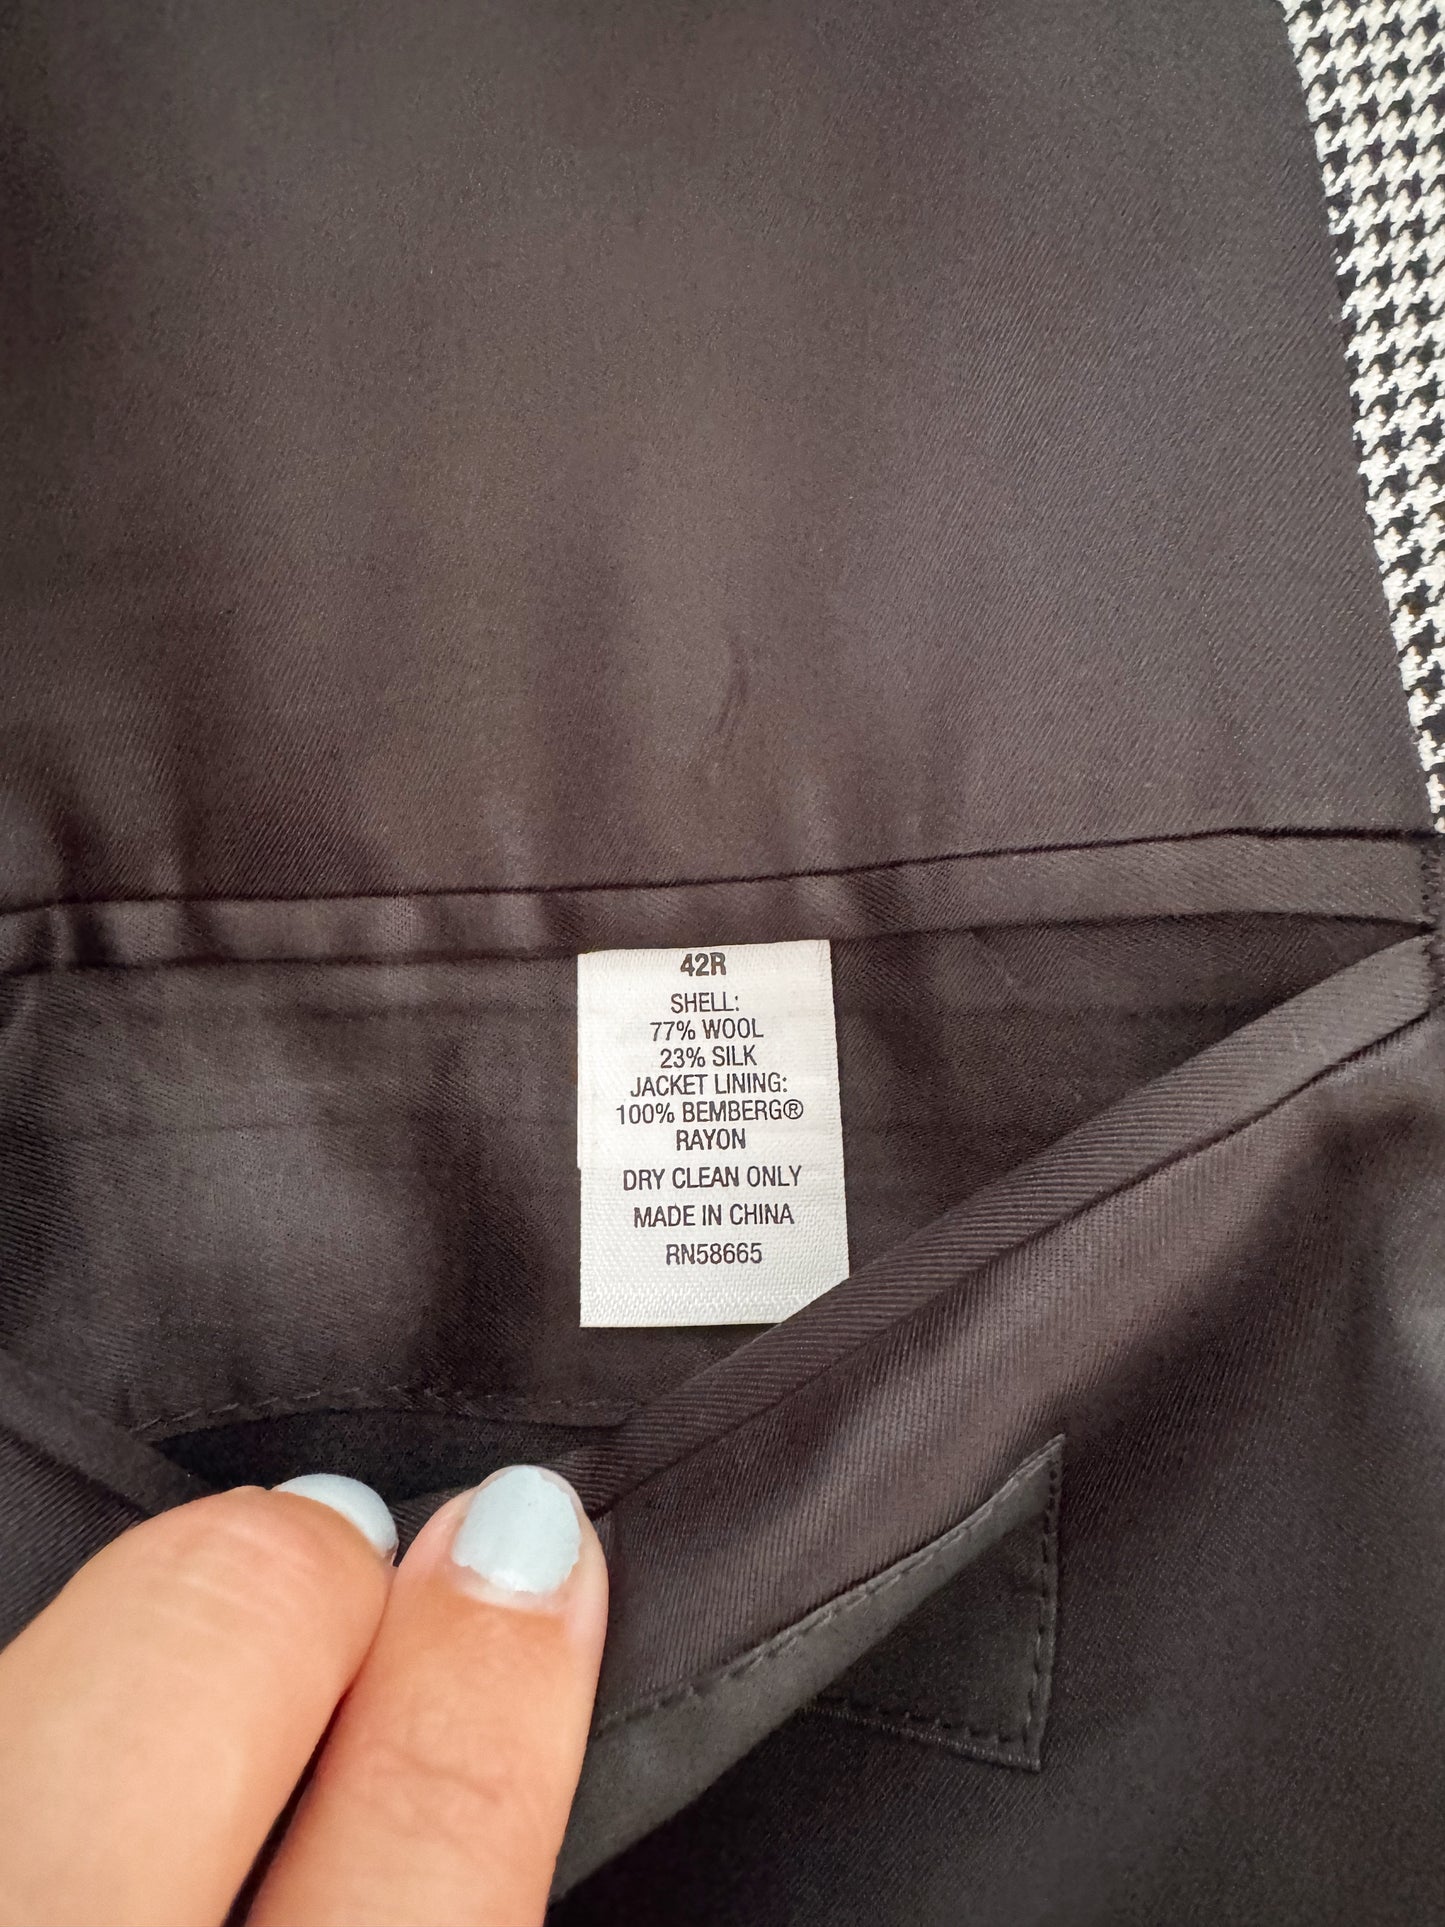 42R
SHELL:
77% WOOL
23% SILK
JACKET LINING:
100% BEMBERG®
RAYON
DRY CLEAN ONLY
MADE IN CHINA
RN58665